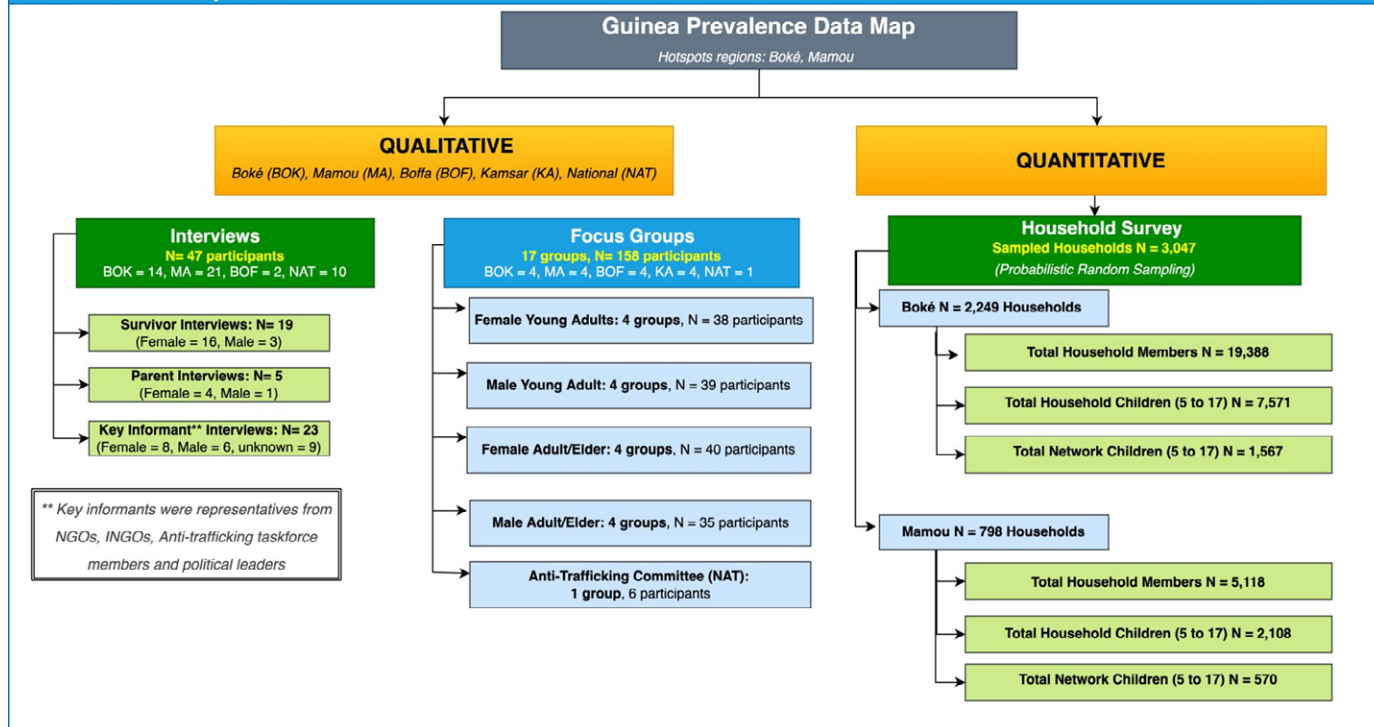 Guinea Prevalence Data Map
Hotspots regions: Boké, Mamou
QUALITATIVE
Boké (BOK), Mamou (MA), Boffa (BOF), Kamsar (KA), National (NAT)
Interviews
N= 47 participants
BOK = 14, MA = 21, BOF = 2, NAT = 10
Survivor Interviews: N= 19
(Female = 16, Male = 3)
Parent Interviews: N= 5
(Female = 4, Male = 1)
Key Informant** Interviews: N= 23
(Female = 8, Male = 6, unknown = 9)
** Key informants were representatives from
NGOs, INGOs, Anti-trafficking taskforce
members and political leaders
Focus Groups
17 groups, N= 158 participants
BOK = 4, MA = 4, BOF = 4, KA = 4, NAT = 1
Female Young Adults: 4 groups, N = 38 participants
Male Young Adult: 4 groups, N = 39 participants
Female Adult/Elder: 4 groups, N = 40 participants
Male Adult/Elder: 4 groups, N = 35 participants
Anti-Trafficking Committee (NAT):
1 group, 6 participants
QUANTITATIVE
Household Survey
Sampled Households N = 3,047
(Probabilistic Random Sampling)
Boké N = 2,249 Households
Total Household Members N = 19,388
Total Household Children (5 to 17) N = 7,571
Total Network Children (5 to 17) N = 1,567
Mamou N = 798 Households
Total Household Members N = 5,118
Total Household Children (5 to 17) N = 2,108
Total Network Children (5 to 17) N = 570